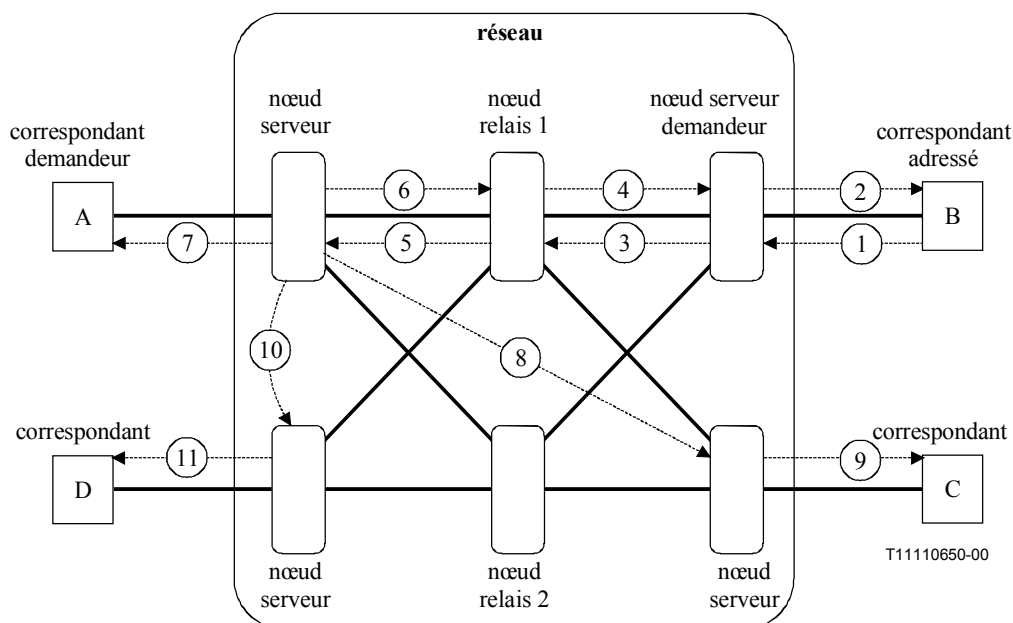 réseau
nœud
serveur
nœud
relais 1
nœud serveur
demandeur
correspondant
demandeur
correspondant
adressé
A
6
4
2
B
7
5
3
1
10
8
correspondant
correspondant
11
9
D
C
T11110650-00
nœud
serveur
nœud
relais 2
nœud
serveur